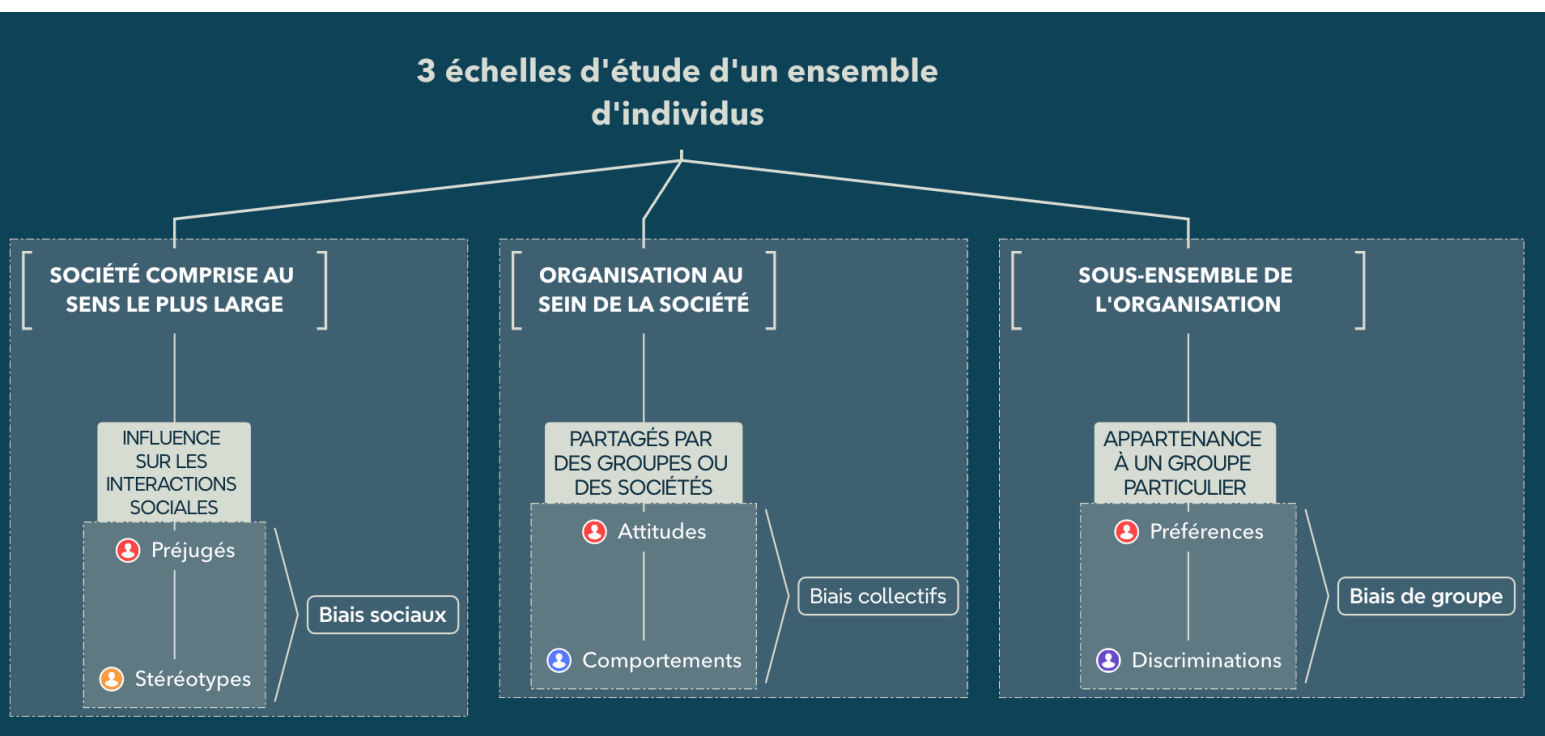 3 échelles d'étude d'un ensemble
d'individus
SOCIÉTÉ COMPRISE AU
SENS LE PLUS LARGE
INFLUENCE
SUR LES
INTERACTIONS
SOCIALES
Préjugés
Stéréotypes
Biais sociaux
ORGANISATION AU
SEIN DE LA SOCIÉTÉ
PARTAGÉS PAR
DES GROUPES OU
DES SOCIÉTÉS
Attitudes
Comportements
Biais collectifs
SOUS-ENSEMBLE DE
L'ORGANISATION
APPARTENANCE
À UN GROUPE
PARTICULIER
Préférences
Discriminations
Biais de groupe